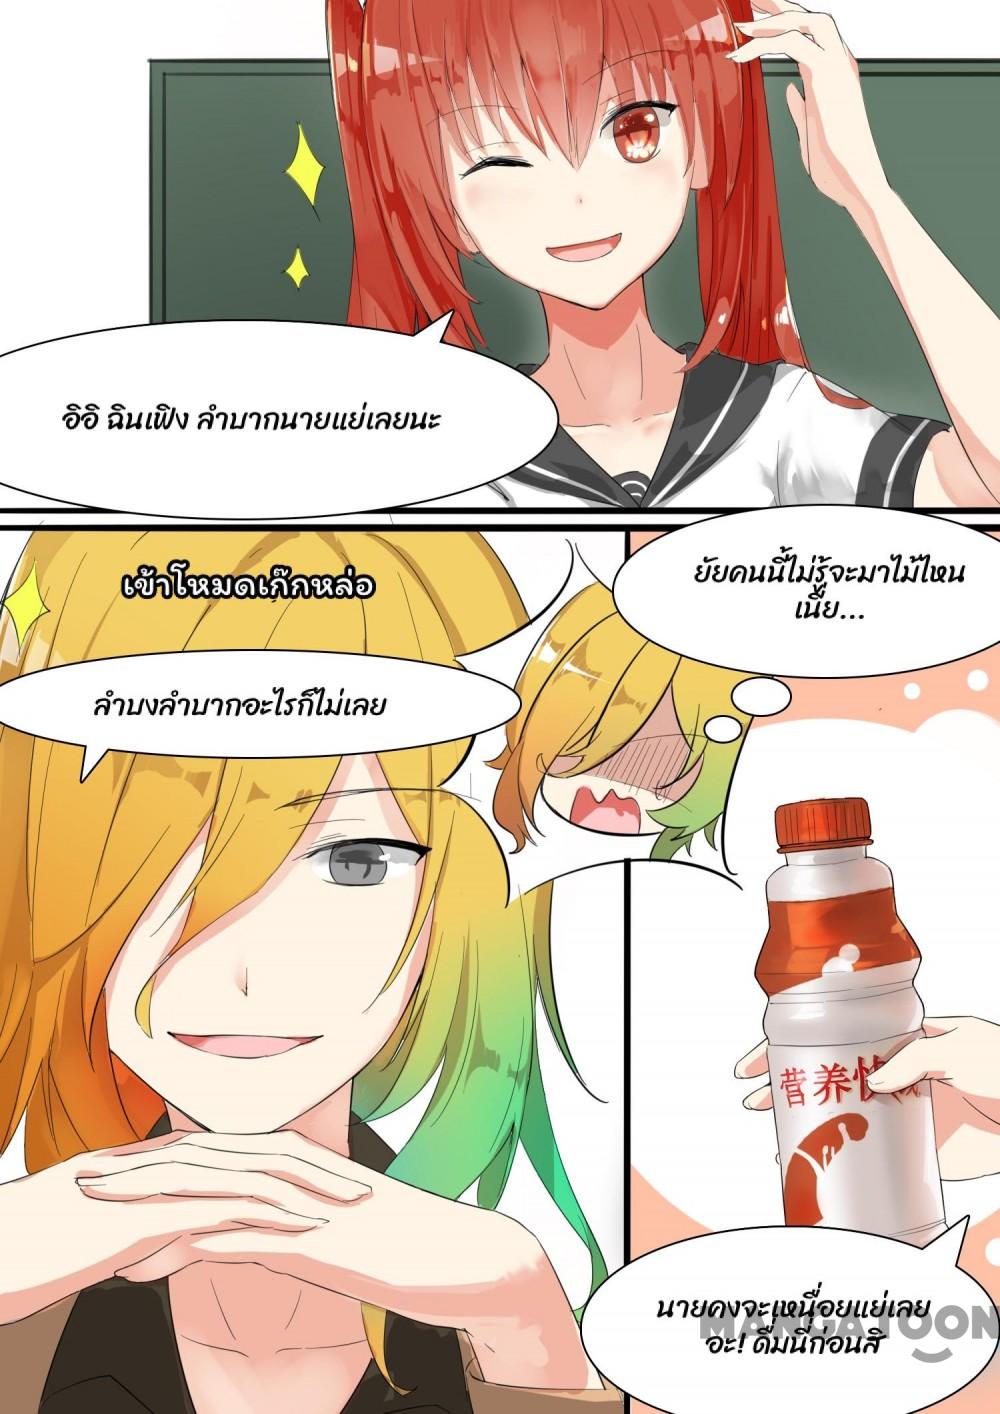 อิอิ ฉินเฟิง ลำบากนายแย่เลยนะ
เข้าโหมดเก๊กหล่อ
ลำบงลำบากอะไรก็ไม่เลย
ยัยคนนี้ไม่รู้จะมาไม้ไหน
เนี่ย...
营养快
นายคงจะเหนื่อยแย่เลย
อะ! ดื่มนี่ก่อนสิ
MANGATOON